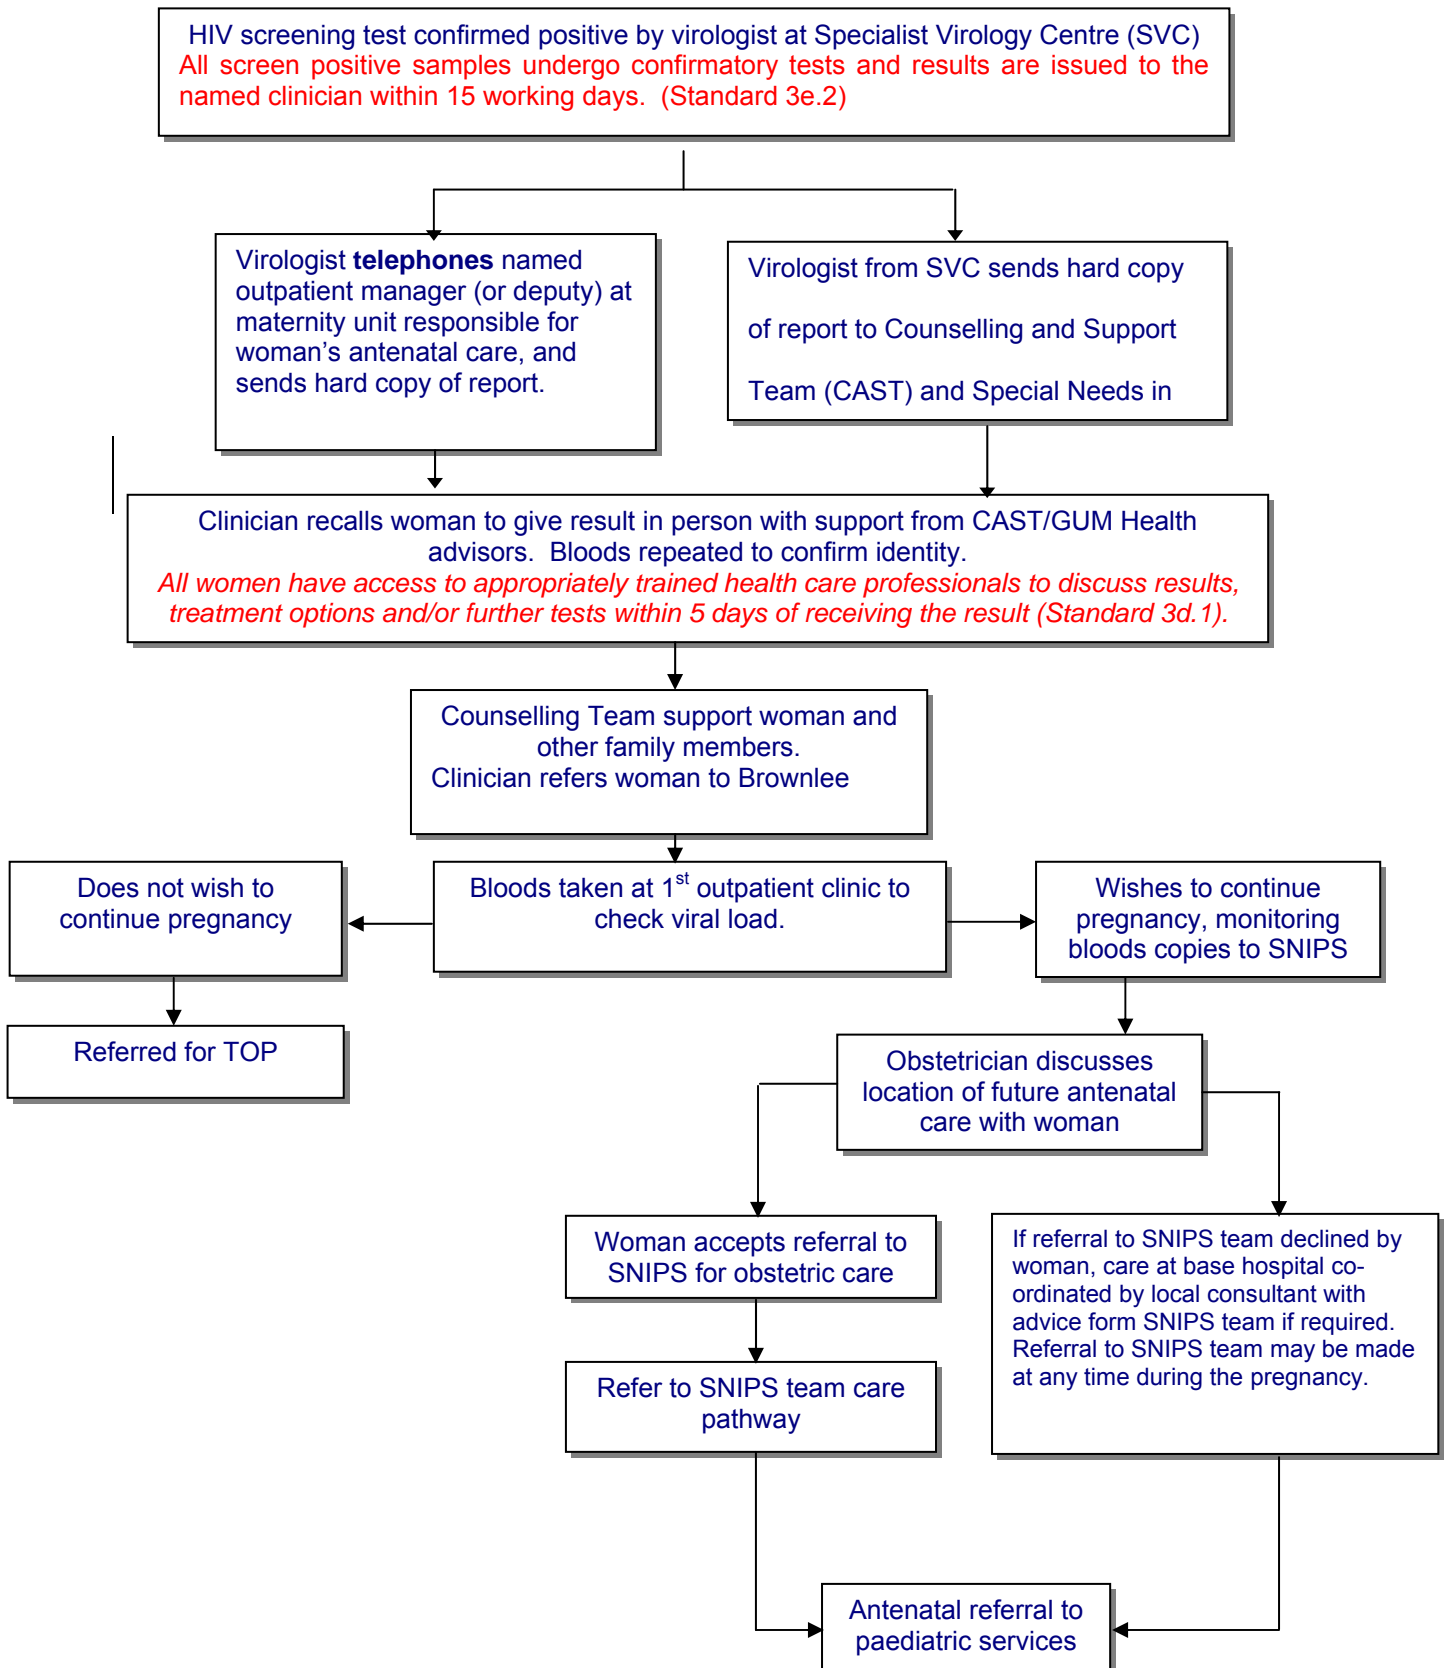 HIV screening test confirmed positive by virologist at Specialist Virology Centre (SVC)
All screen positive samples undergo confirmatory tests and results are issued to the
named clinician within 15 working days. (Standard 3e.2)
Virologist telephones named
outpatient manager (or deputy) at
maternity unit responsible for
woman’s antenatal care, and
sends hard copy of report.
Virologist from SVC sends hard copy
of report to Counselling and Support
Team (CAST) and Special Needs in
Clinician recalls woman to give result in person with support from CAST/GUM Health
advisors. Bloods repeated to confirm identity.
All women have access to appropriately trained health care professionals to discuss results,
treatment options and/or further tests within 5 days of receiving the result (Standard 3d.1).
Counselling Team support woman and
other family members.
Clinician refers woman to Brownlee
Does not wish to
continue pregnancy
Bloods taken at 1st outpatient clinic to
check viral load.
Wishes to continue
pregnancy, monitoring
bloods copies to SNIPS
Referred for TOP
Obstetrician discusses
location of future antenatal
care with woman
Woman accepts referral to
SNIPS for obstetric care
If referral to SNIPS team declined by
woman, care at base hospital co-
ordinated by local consultant with
advice form SNIPS team if required.
Referral to SNIPS team may be made
at any time during the pregnancy.
Refer to SNIPS team care
pathway
Antenatal referral to
paediatric services